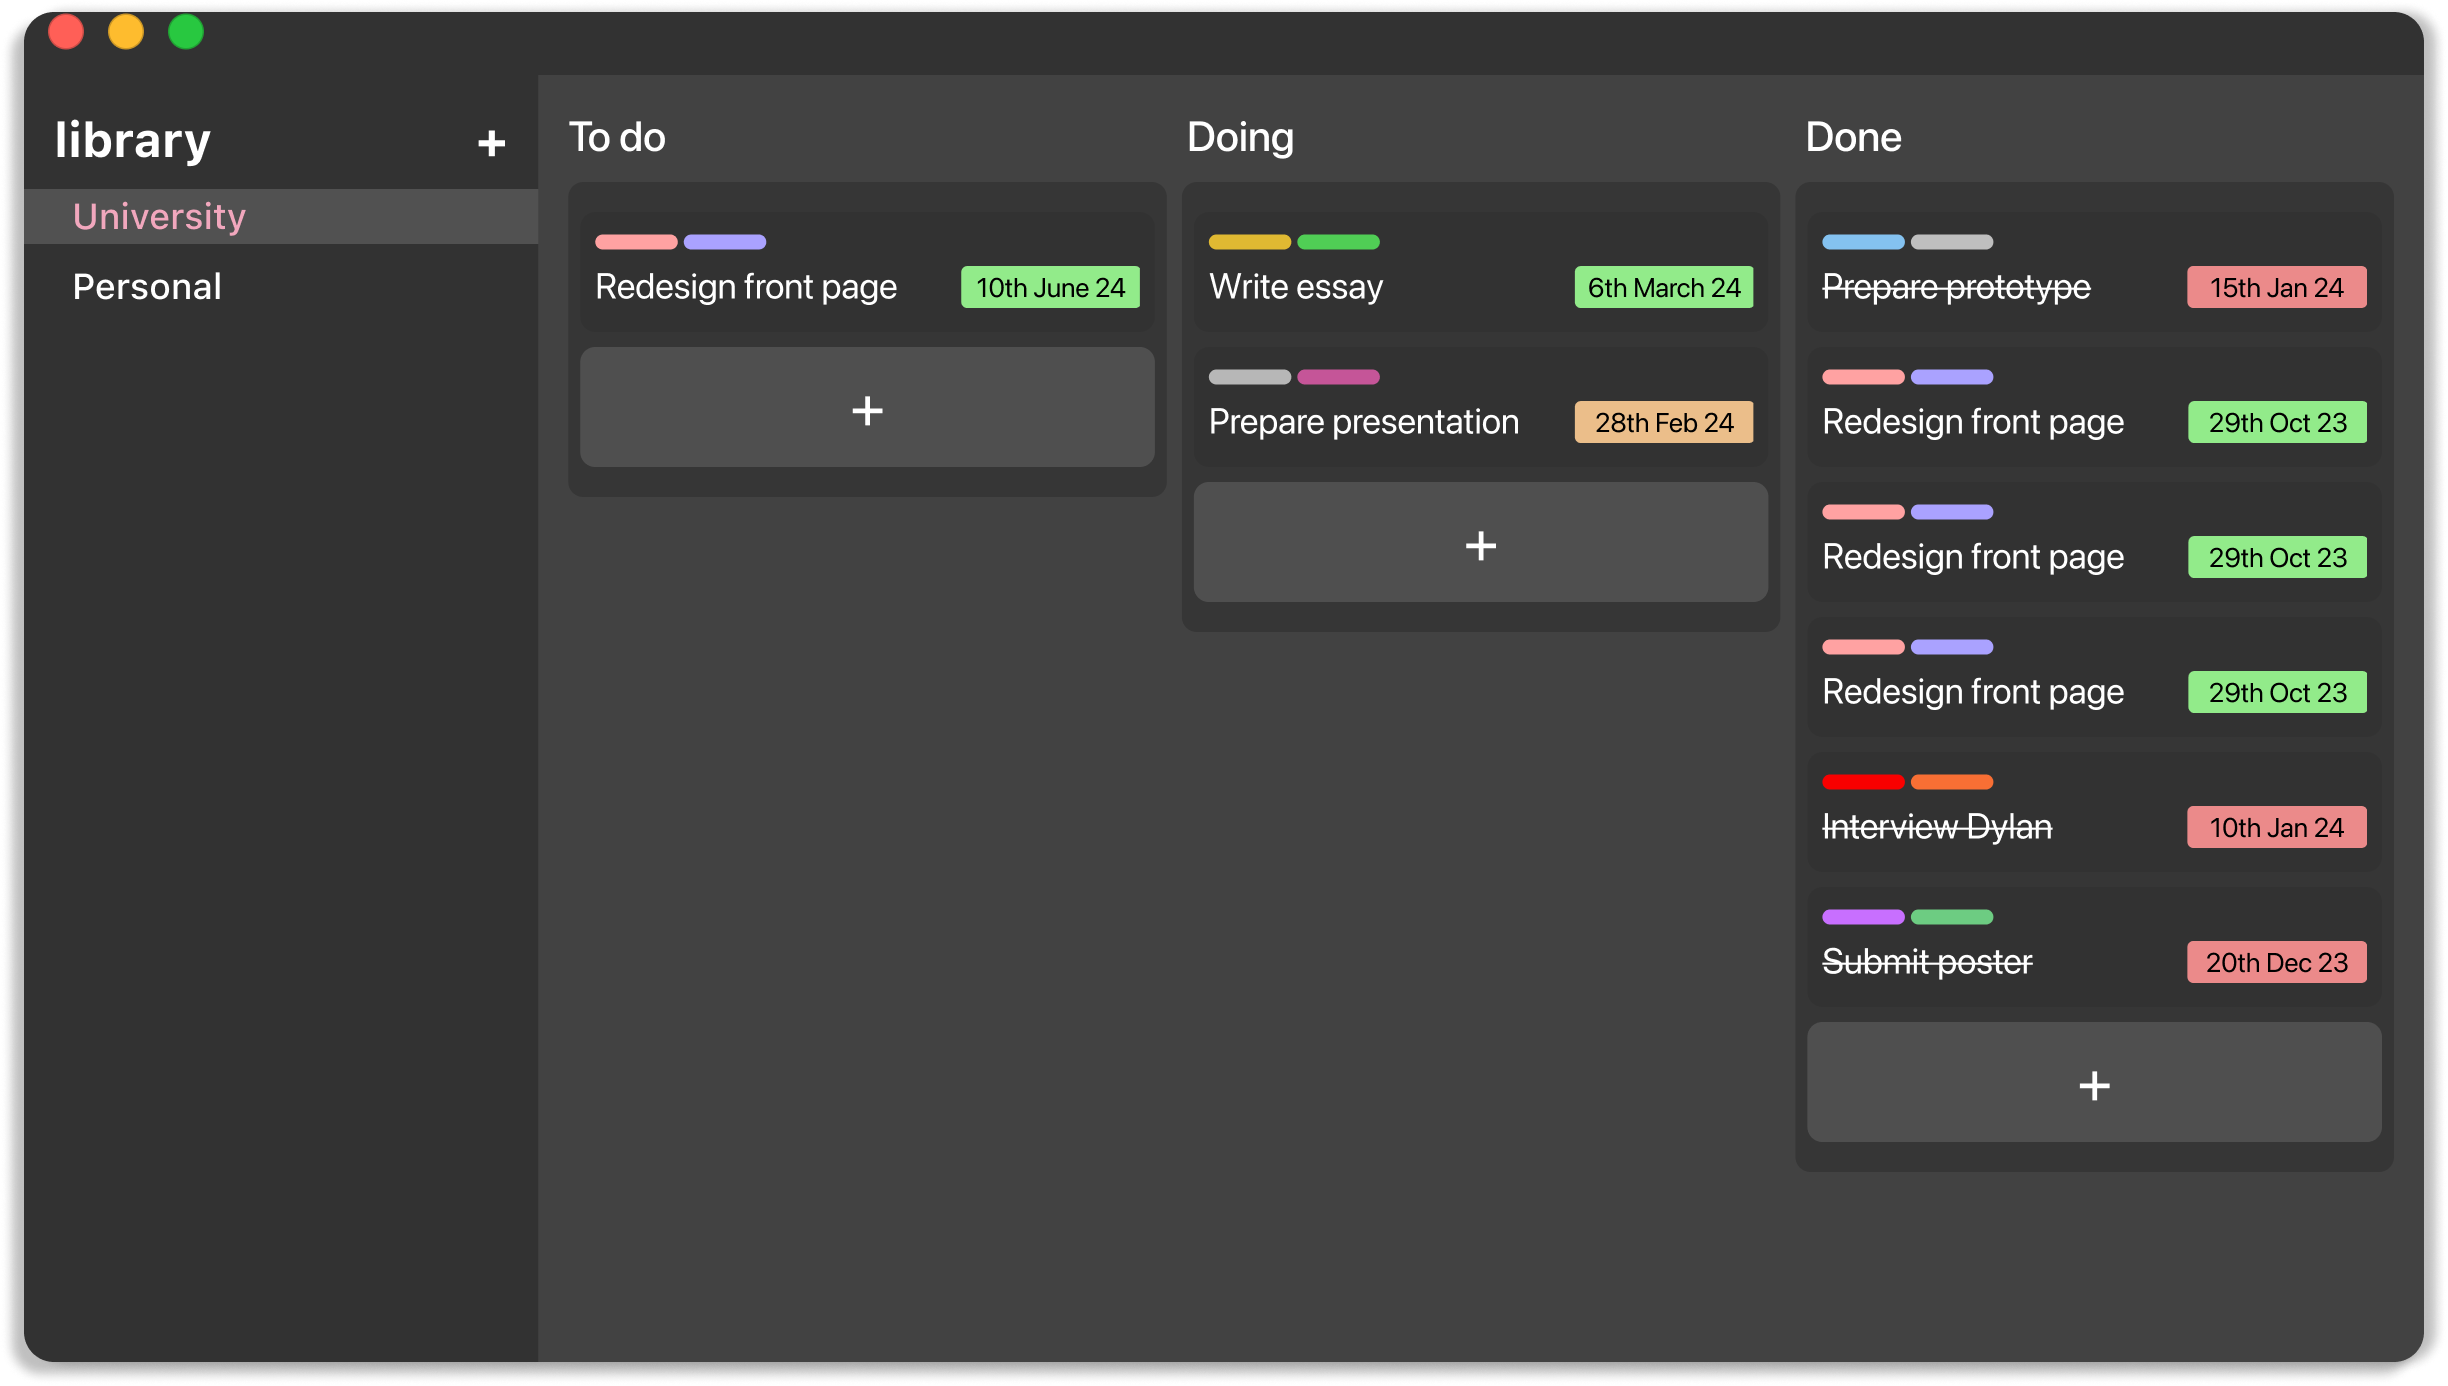 library +
University
Personal
To do
Redesign front page 10th June 24
+
Doing
Write essay 6th March 24
Prepare presentation 28th Feb 24
+
Done
Prepare prototype 15th Jan 24
Redesign front page 29th Oct 23
Redesign front page 29th Oct 23
Redesign front page 29th Oct 23
Interview Dylan 10th Jan 24
Submit poster 20th Dec 23
+